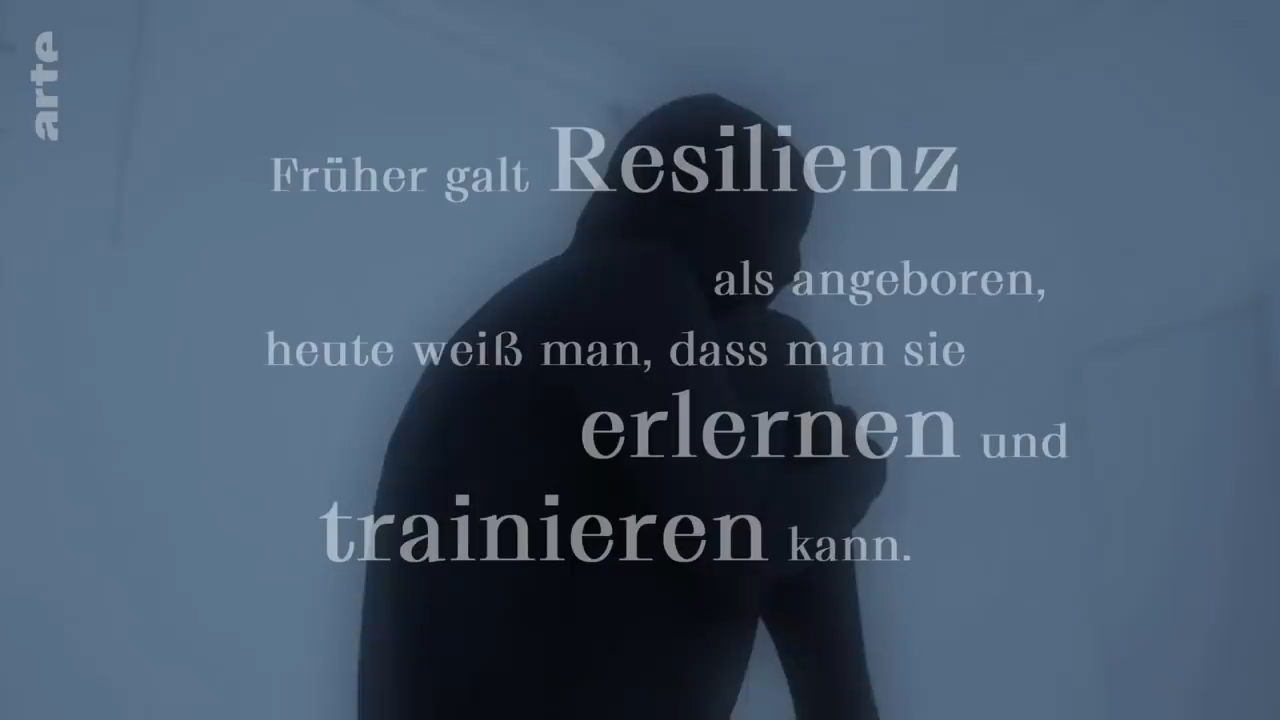 arte
Früher galt Resilienz
als angeboren,
heute weiß man, dass man sie
erlernen und
trainieren kann.